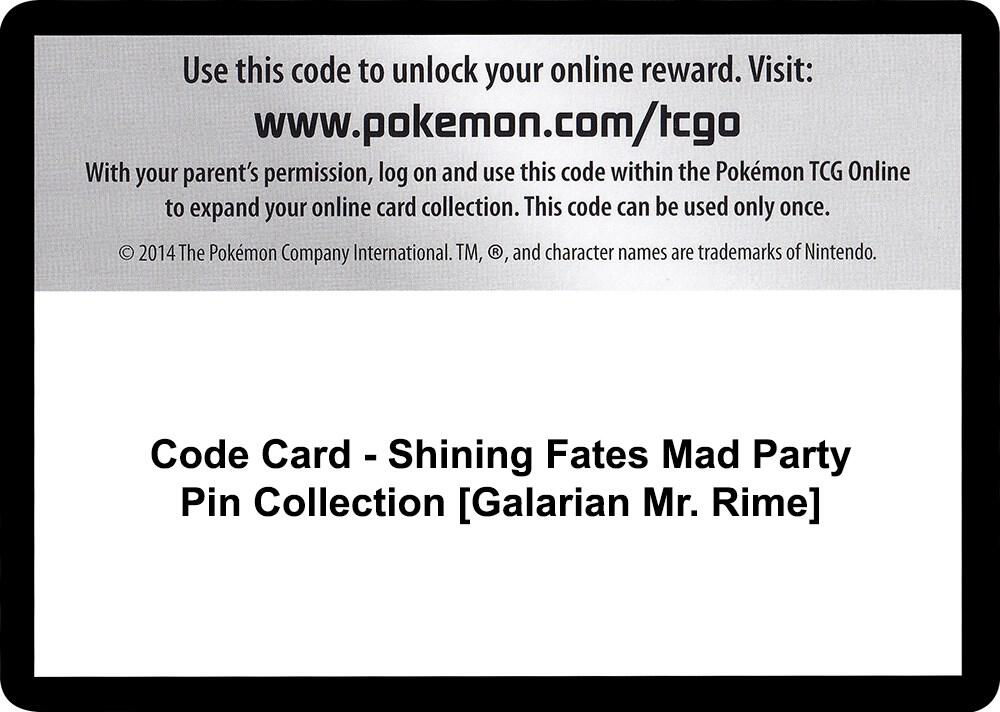 Use this code to unlock your online reward. Visit:
www.pokemon.com/tcgo
With your parent's permission, log on and use this code within the Pokémon TCG Online
to expand your online card collection. This code can be used only once.
© 2014 The Pokémon Company International. TM, ®, and character names are trademarks of Nintendo.
Code Card - Shining Fates Mad Party
Pin Collection [Galarian Mr. Rime]